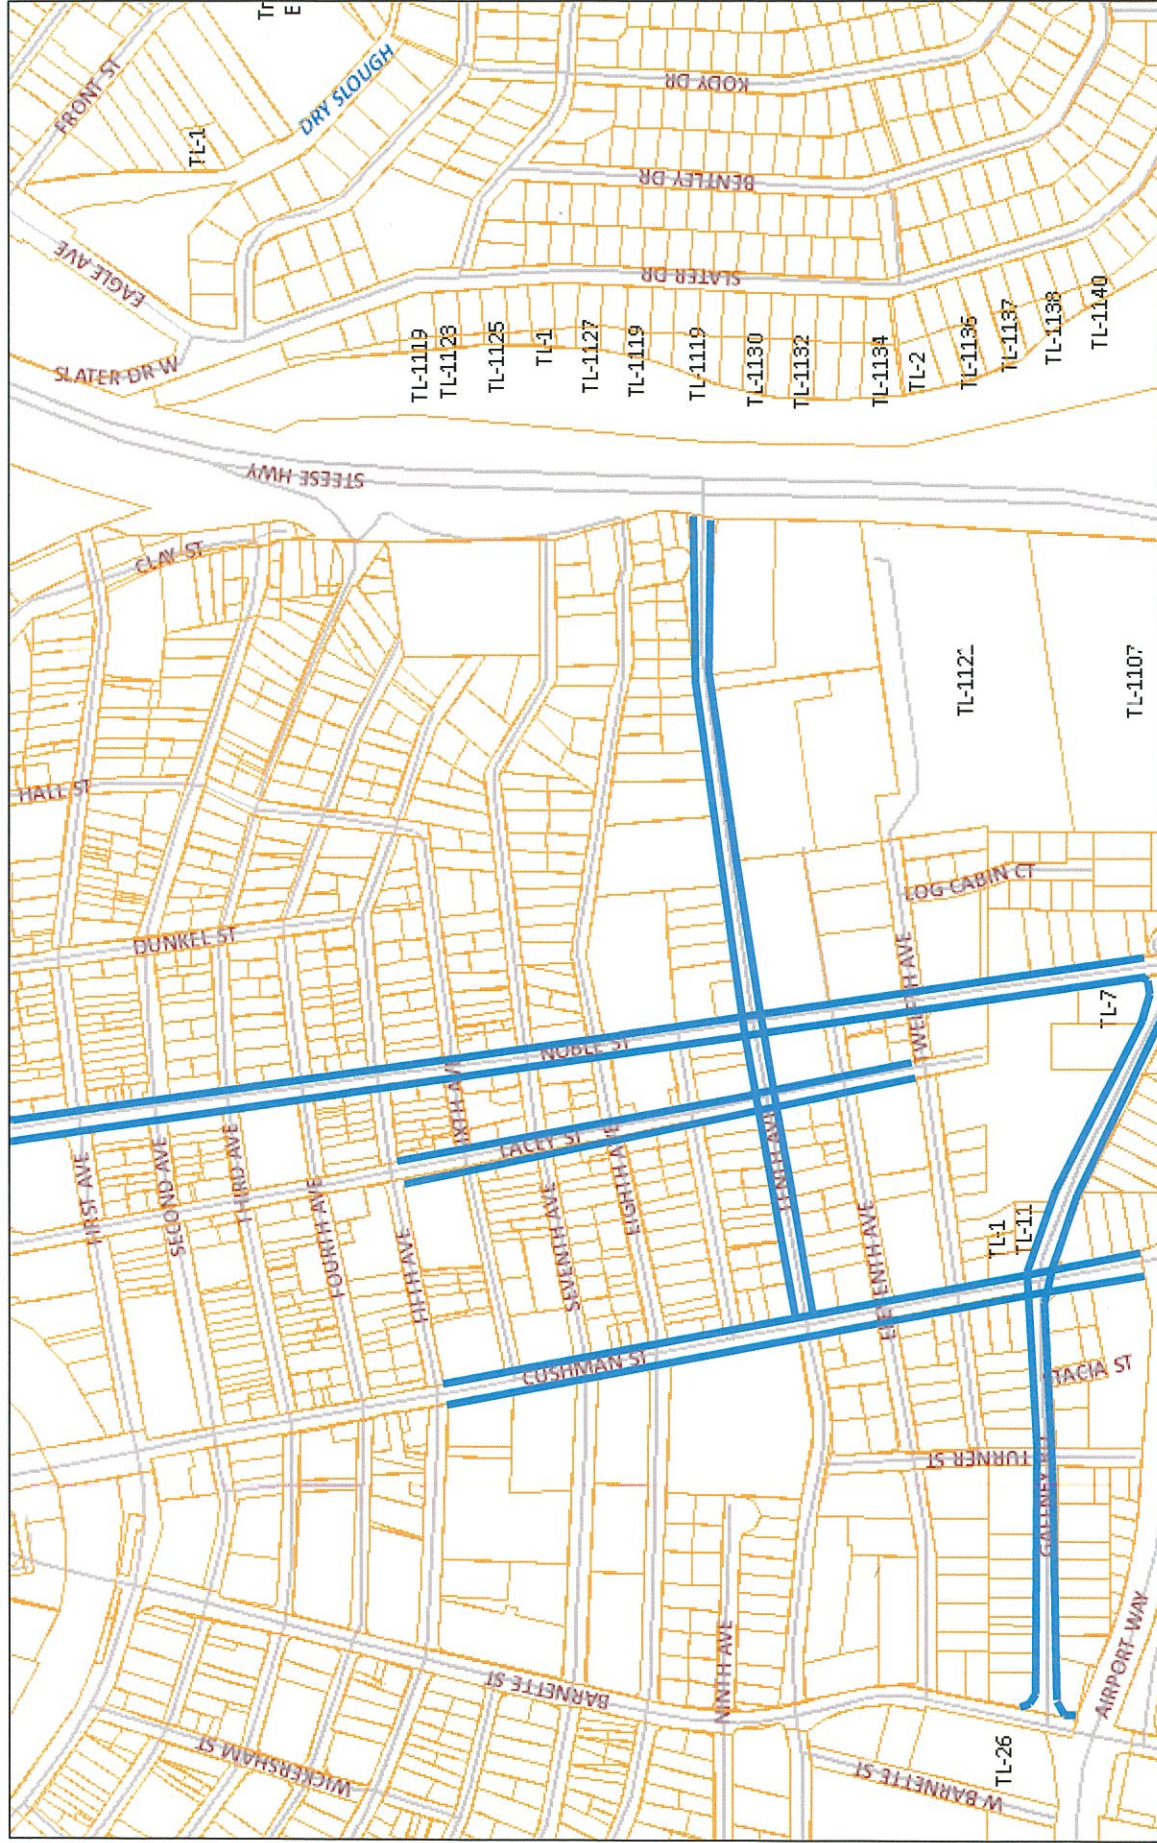 FRONT ST
Tr
E
DRY SLOUGH
TL-1
EAGLE AVE
KODY DR
BENTLEY DR
SLATER DR
SLATER DR W
TL-1119
TL-1123
TL-1125
TL-1
TL-1127
TL-1119
TL-1119
TL-1130
TL-1132
TL-1134
TL-2
TL-1136
TL-1137
TL-1138
TL-1140
STEESE HWY
CLAY ST
HALL ST
TL-1121
TL-1107
LOG CABIN CT
DUNKEL ST
TWELFTH AVE
NOBLE ST
TL-7
FIRST AVE
SECOND AVE
THIRD AVE
FOURTH AVE
FIFTH AVE
IXTH AVE
LACEY ST
SEVENTH AVE
EIGHTH AVE
TENTH AVE
ELEVENTH AVE
TL-1
TL-11
CUSHMAN ST
STACIA ST
TURNER ST
GAFFNEY RD
BARNETTE ST
NINTH AVE
AIRPORT WAY
WICKERSHAM ST
W BARNETTE ST
TL-26